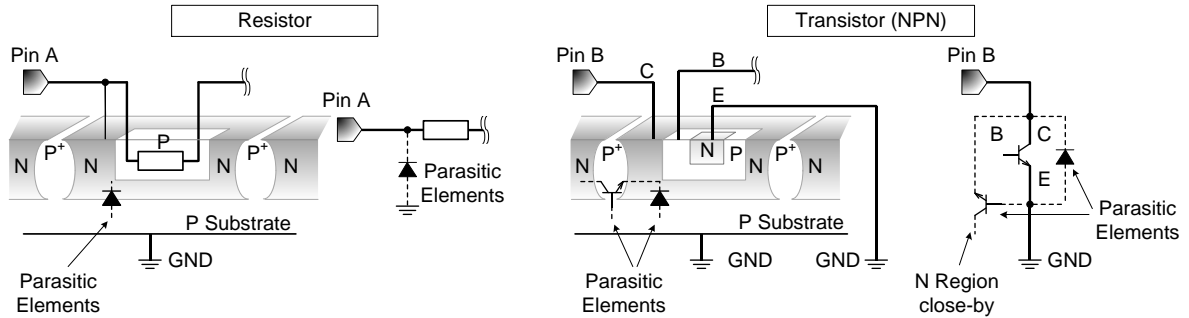 Resistor
Transistor (NPN)
Pin A
Pin B
Pin B
C
B
E
Pin A
P
N
P+
N
N
P+
N
Parasitic
Elements
P Substrate
GND
Parasitic
Elements
N
P+
N
N
P
P+
N
P Substrate
GND
GND
Parasitic
Elements
B
C
E
Parasitic
Elements
GND
N Region
close-by